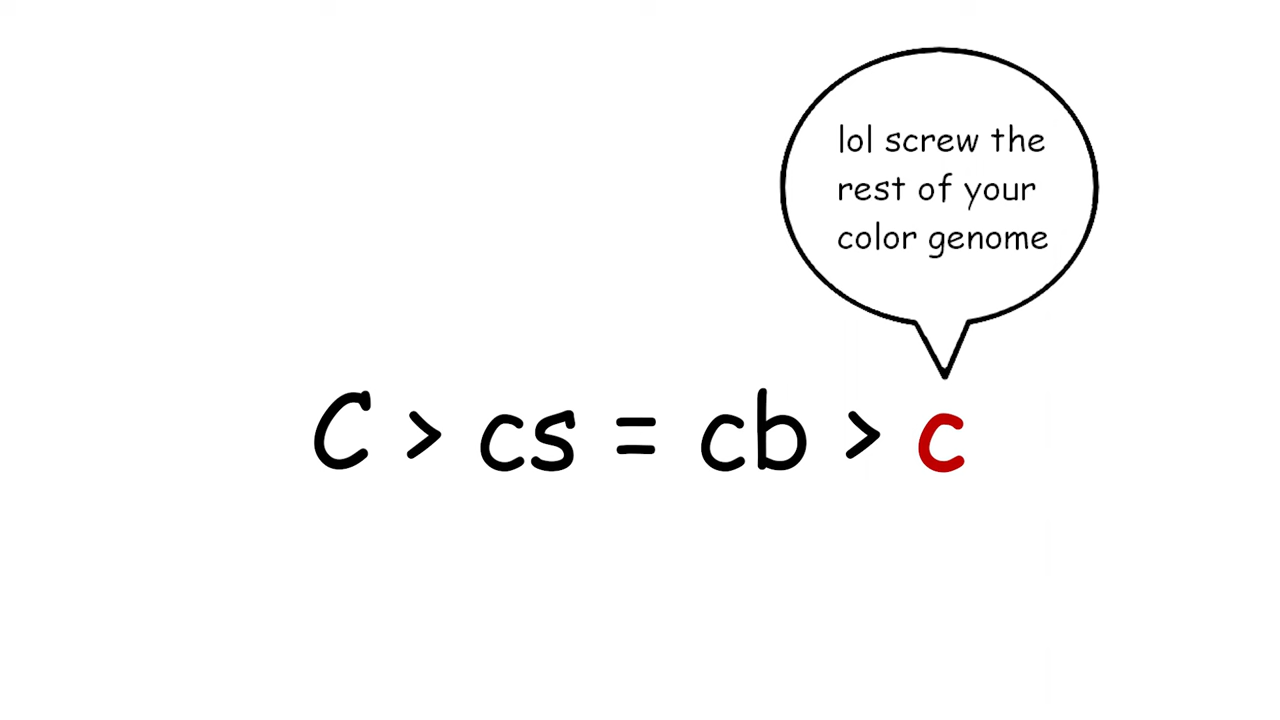 lol screw the
rest of your
color genome
C > cs = cb > c